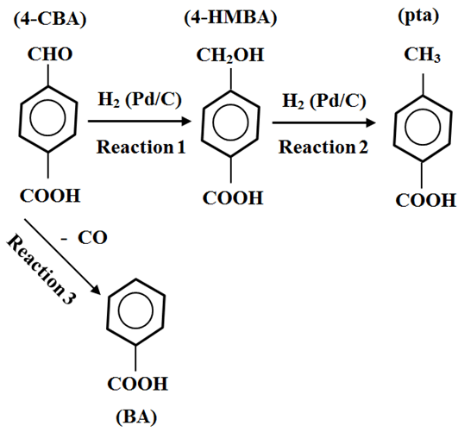 (4-CBA)
(4-HMBA)
(pta)
CHO
CH₂OH
CH₃
H₂ (Pd/C)
H₂ (Pd/C)
Reaction 1
Reaction 2
COOH
COOH
COOH
- CO
Reaction 3
COOH
(BA)